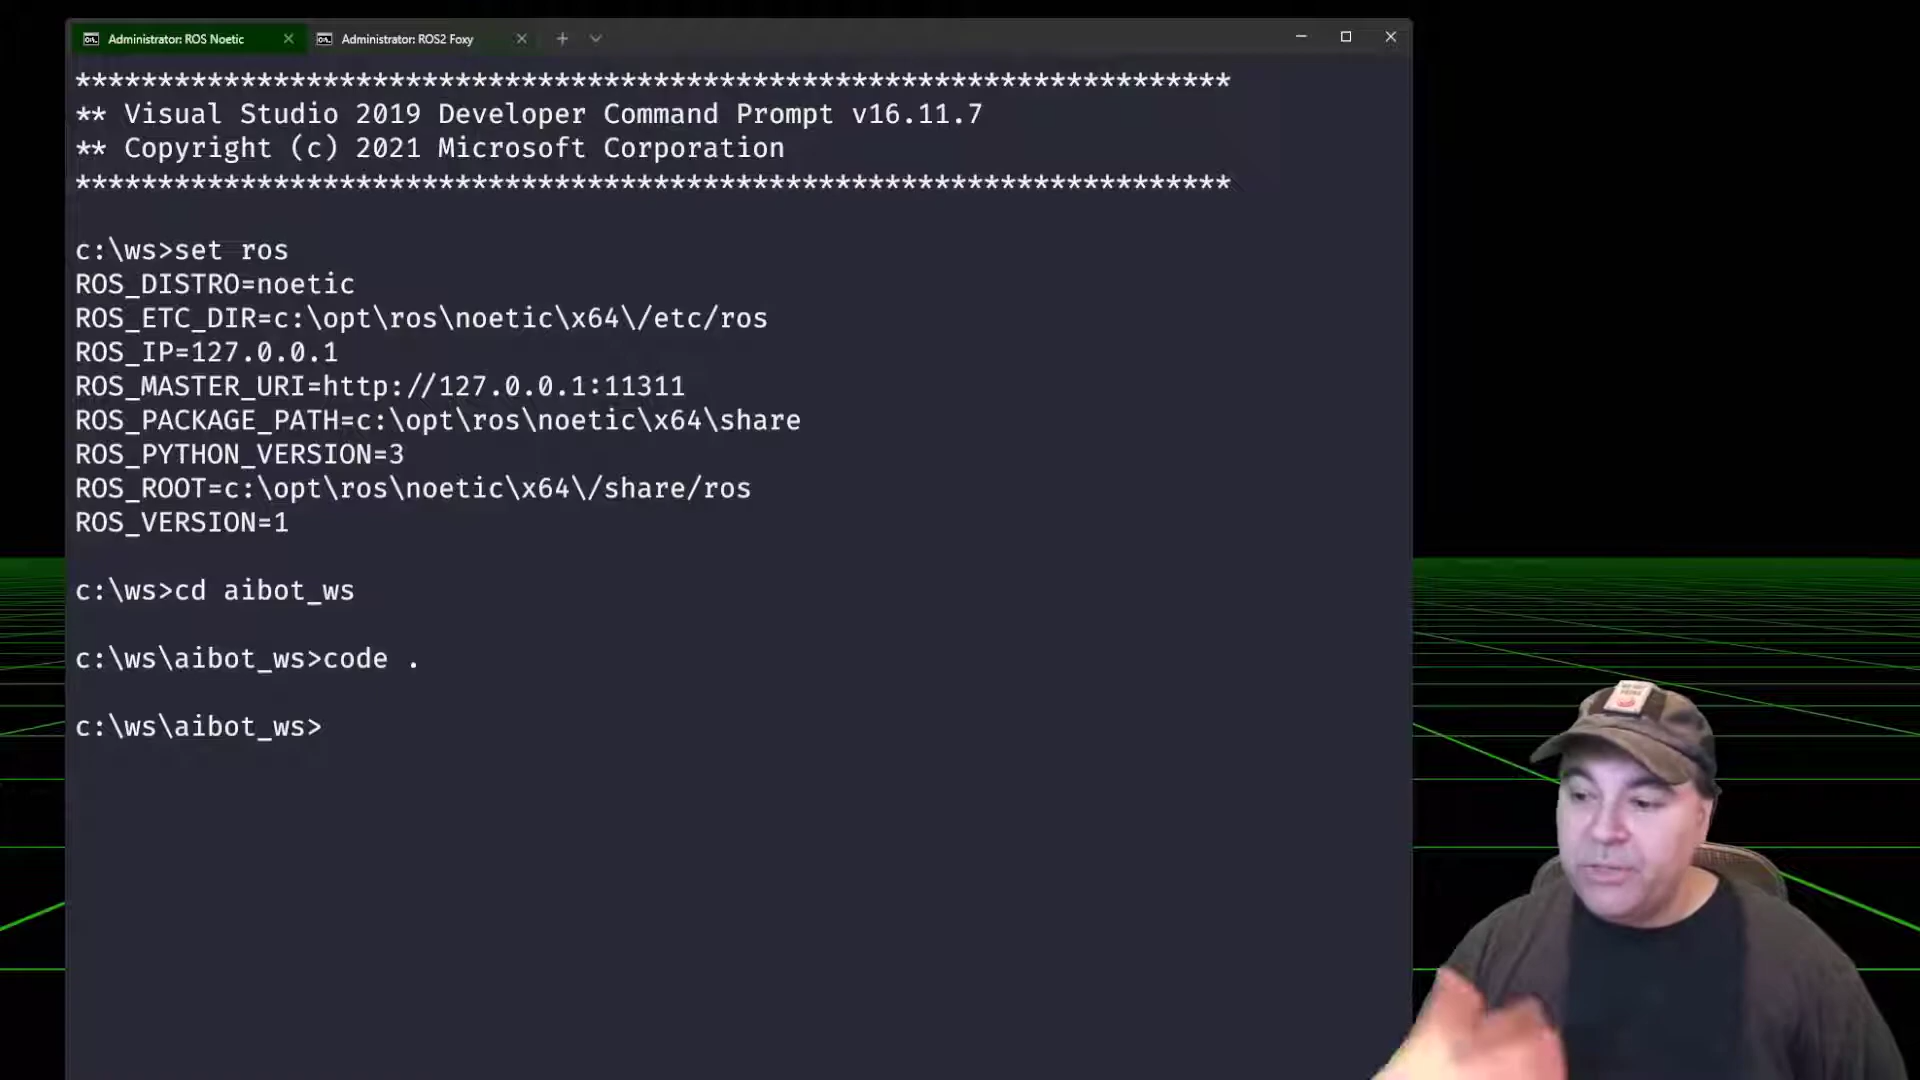 Administrator: ROS Noetic
Administrator: ROS2 Foxy
**********************************************************************
** Visual Studio 2019 Developer Command Prompt v16.11.7
** Copyright (c) 2021 Microsoft Corporation
**********************************************************************
c:\ws>set ros
ROS_DISTRO=noetic
ROS_ETC_DIR=c:\opt\ros\noetic\x64\/etc/ros
ROS_IP=127.0.0.1
ROS_MASTER_URI=http://127.0.0.1:11311
ROS_PACKAGE_PATH=c:\opt\ros\noetic\x64\share
ROS_PYTHON_VERSION=3
ROS_ROOT=c:\opt\ros\noetic\x64\/share/ros
ROS_VERSION=1
c:\ws>cd aibot_ws
c:\ws\aibot_ws>code .
c:\ws\aibot_ws>